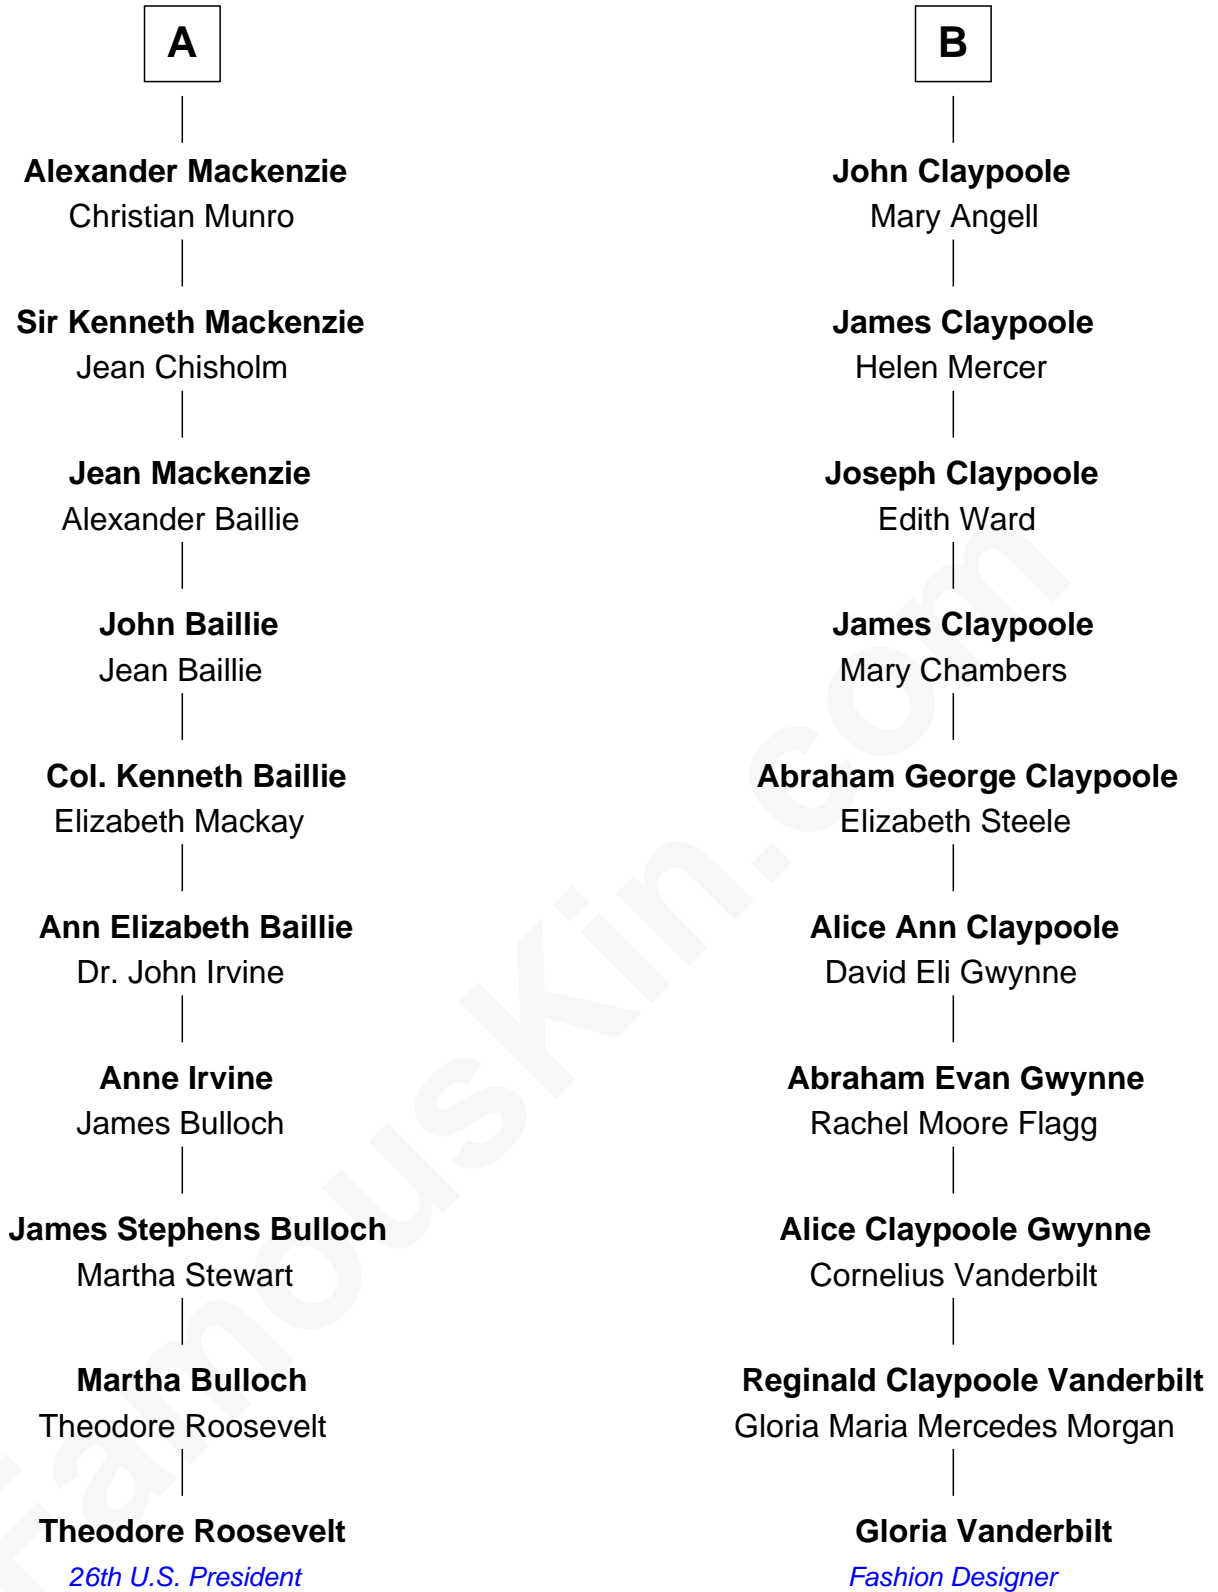 A
Alexander Mackenzie
Christian Munro
Sir Kenneth Mackenzie
Jean Chisholm
Jean Mackenzie
Alexander Baillie
John Baillie
Jean Baillie
Col. Kenneth Baillie
Elizabeth Mackay
Ann Elizabeth Baillie
Dr. John Irvine
Anne Irvine
James Bulloch
James Stephens Bulloch
Martha Stewart
Martha Bulloch
Theodore Roosevelt
Theodore Roosevelt
26th U.S. President
B
John Claypoole
Mary Angell
James Claypoole
Helen Mercer
Joseph Claypoole
Edith Ward
James Claypoole
Mary Chambers
Abraham George Claypoole
Elizabeth Steele
Alice Ann Claypoole
David Eli Gwynne
Abraham Evan Gwynne
Rachel Moore Flagg
Alice Claypoole Gwynne
Cornelius Vanderbilt
Reginald Claypoole Vanderbilt
Gloria Maria Mercedes Morgan
Gloria Vanderbilt
Fashion Designer
FamousKin.com